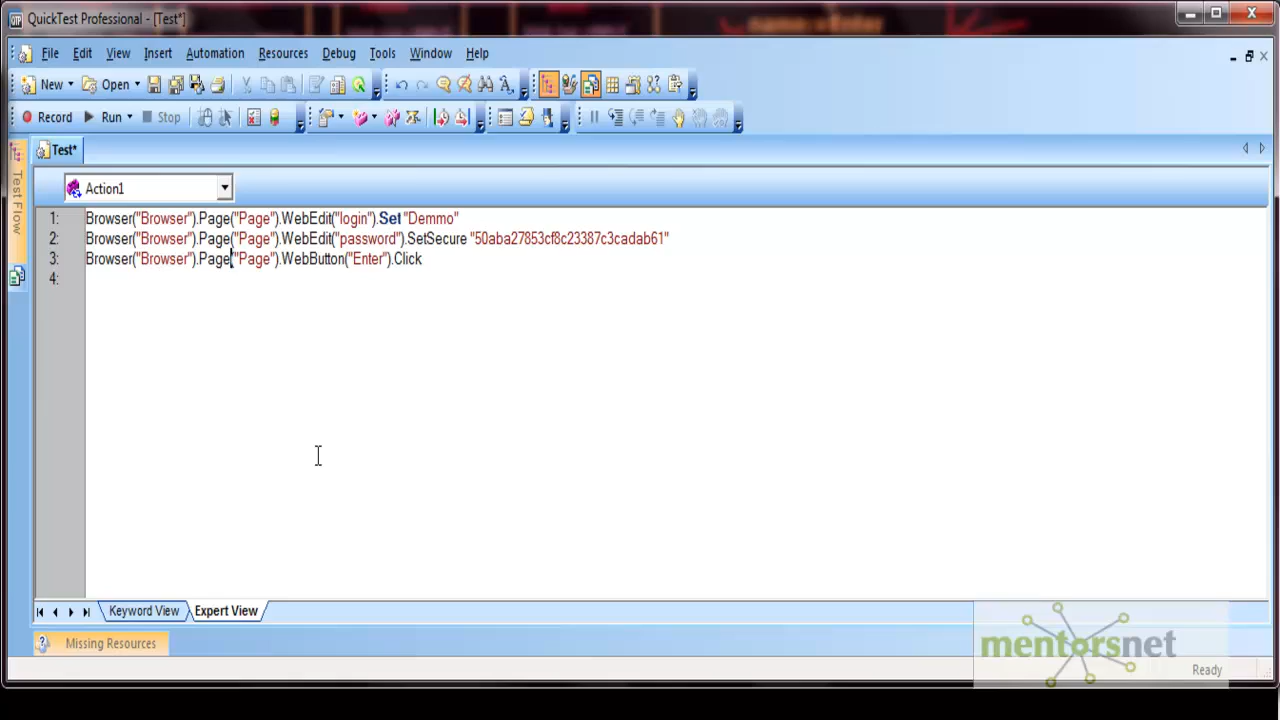 QuickTest Professional - [Test*]
File Edit View Insert Automation Resources Debug Tools Window Help
New Open
Record Run Stop
Test*
Test Flow
Action1
1: Browser("Browser").Page("Page").WebEdit("login").Set "Demmo"
2: Browser("Browser").Page("Page").WebEdit("password").SetSecure "50aba27853cf8c23387c3cadab61"
3: Browser("Browser").Page("Page").WebButton("Enter").Click
4:
Keyword View Expert View
Missing Resources
mentorsnet
Ready